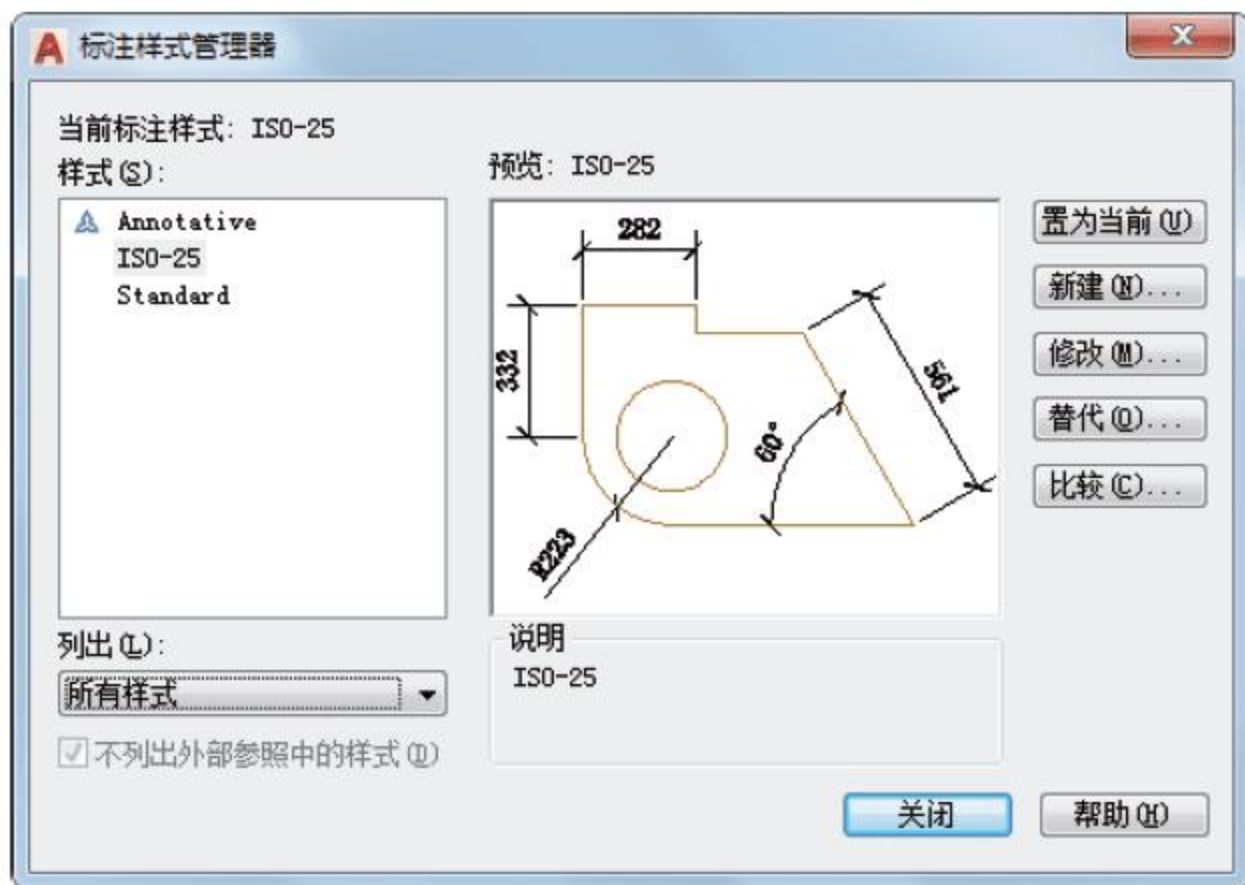 标注样式管理器
当前标注样式: ISO-25
样式(S):
Annotative
ISO-25
Standard
列出(L):
所有样式
不列出外部参照中的样式(D)
预览: ISO-25
282
332
561
60°
R223
说明
ISO-25
置为当前(U)
新建(N)...
修改(M)...
替代(O)...
比较(C)...
关闭
帮助(H)